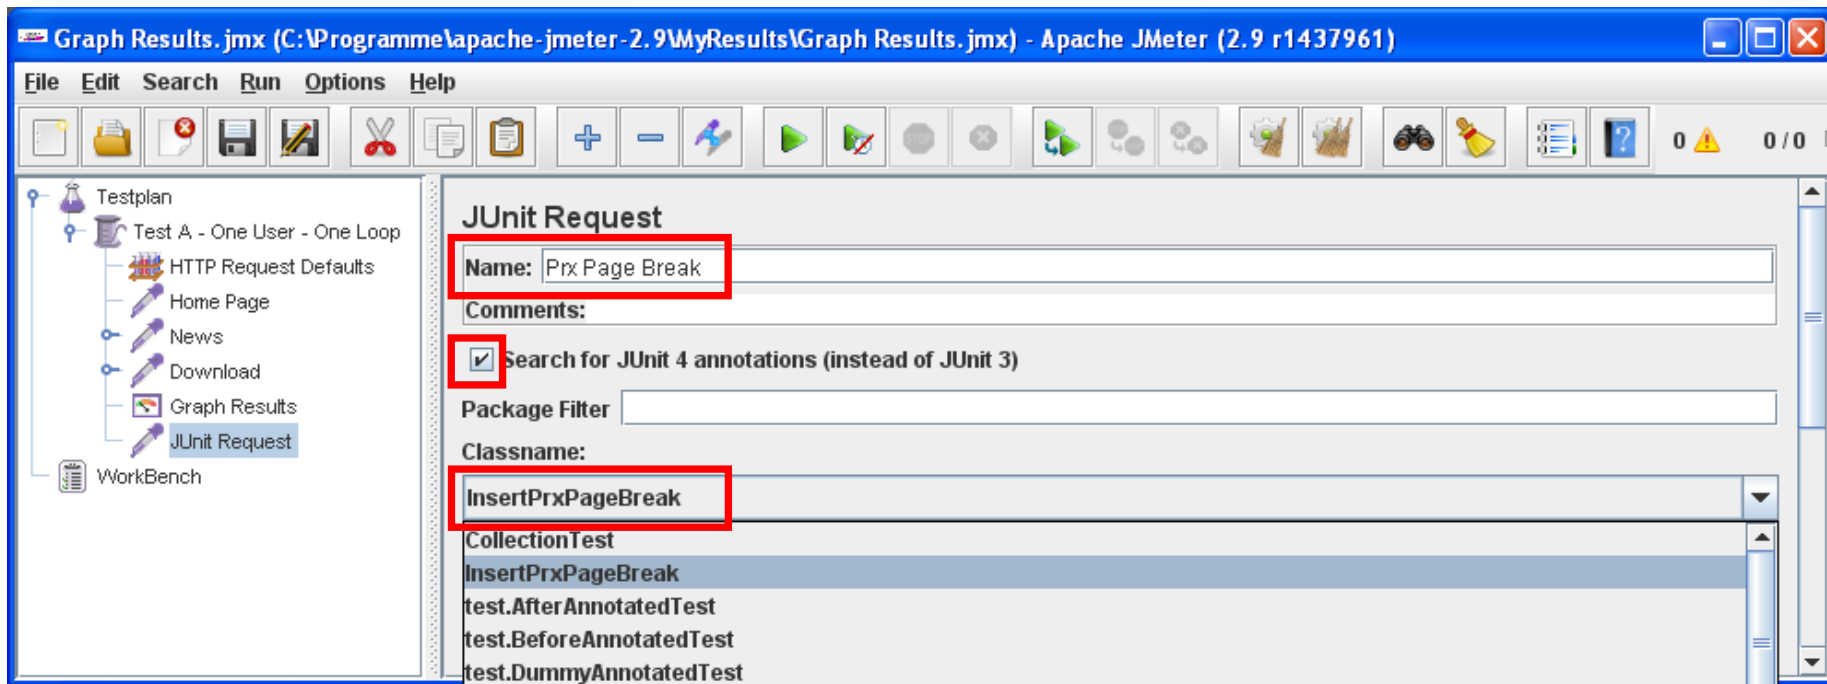 Graph Results.jmx (C:\Programme\apache-jmeter-2.9\MyResults\Graph Results.jmx) - Apache JMeter (2.9 r1437961)
File Edit Search Run Options Help
STOP
? 0 0 / 0
Testplan
Test A - One User - One Loop
HTTP Request Defaults
Home Page
News
Download
Graph Results
JUnit Request
WorkBench
JUnit Request
Name: Prx Page Break
Comments:
Search for JUnit 4 annotations (instead of JUnit 3)
Package Filter
Classname:
InsertPrxPageBreak
CollectionTest
InsertPrxPageBreak
test.AfterAnnotatedTest
test.BeforeAnnotatedTest
test.DummyAnnotatedTest